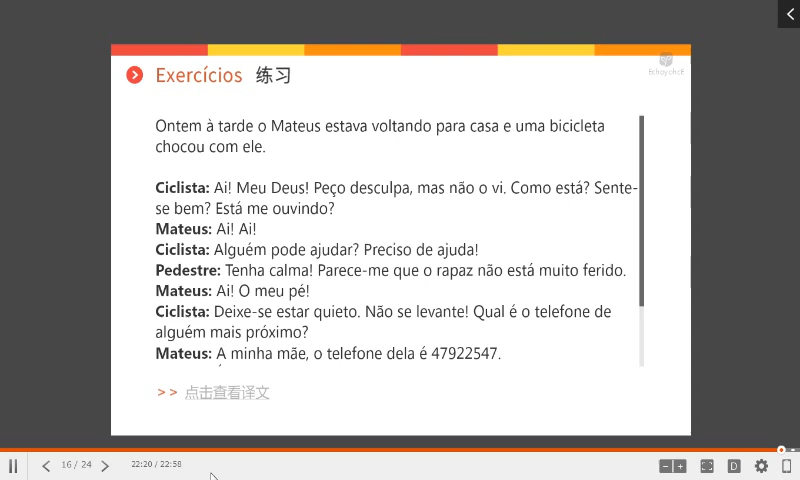 Exercícios 练习
EchoyoficE
Ontem à tarde o Mateus estava voltando para casa e uma bicicleta
chocou com ele.
Ciclista: Ai! Meu Deus! Peço desculpa, mas não o vi. Como está? Sente-
se bem? Está me ouvindo?
Mateus: Ai! Ai!
Ciclista: Alguém pode ajudar? Preciso de ajuda!
Pedestre: Tenha calma! Parece-me que o rapaz não está muito ferido.
Mateus: Ai! O meu pé!
Ciclista: Deixe-se estar quieto. Não se levante! Qual é o telefone de
alguém mais próximo?
Mateus: A minha mãe, o telefone dela é 47922547.
>> 点击查看译文
16 / 24 22:20 / 22:58 D